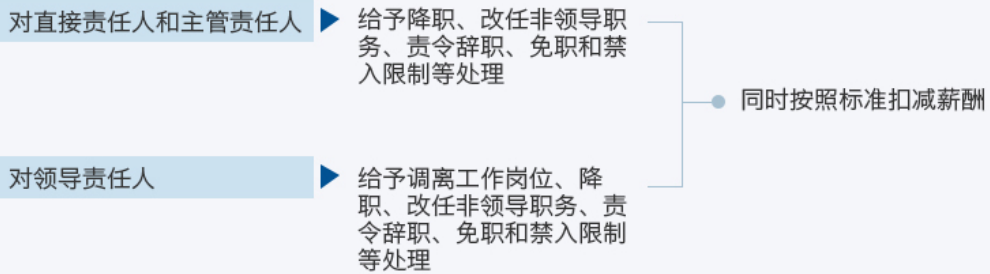 对直接责任人和主管责任人
给予降职、改任非领导职
务、责令辞职、免职和禁
入限制等处理
同时按照标准扣减薪酬
对领导责任人
给予调离工作岗位、降
职、改任非领导职务、责
令辞职、免职和禁入限制
等处理